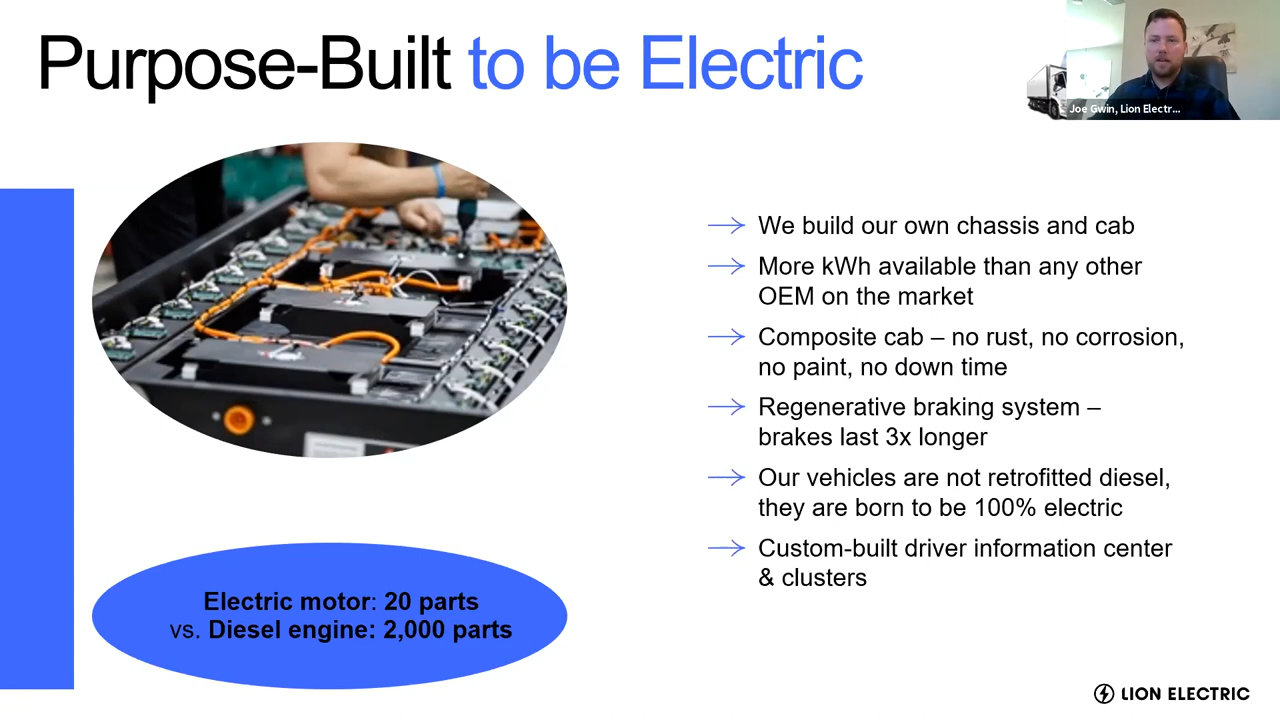 Purpose-Built to be Electric
Joe Gwin, Lion Electr...
We build our own chassis and cab
More kWh available than any other
OEM on the market
Composite cab – no rust, no corrosion,
no paint, no down time
Regenerative braking system –
brakes last 3x longer
Our vehicles are not retrofitted diesel,
they are born to be 100% electric
Custom-built driver information center
& clusters
Electric motor: 20 parts
vs. Diesel engine: 2,000 parts
LION ELECTRIC